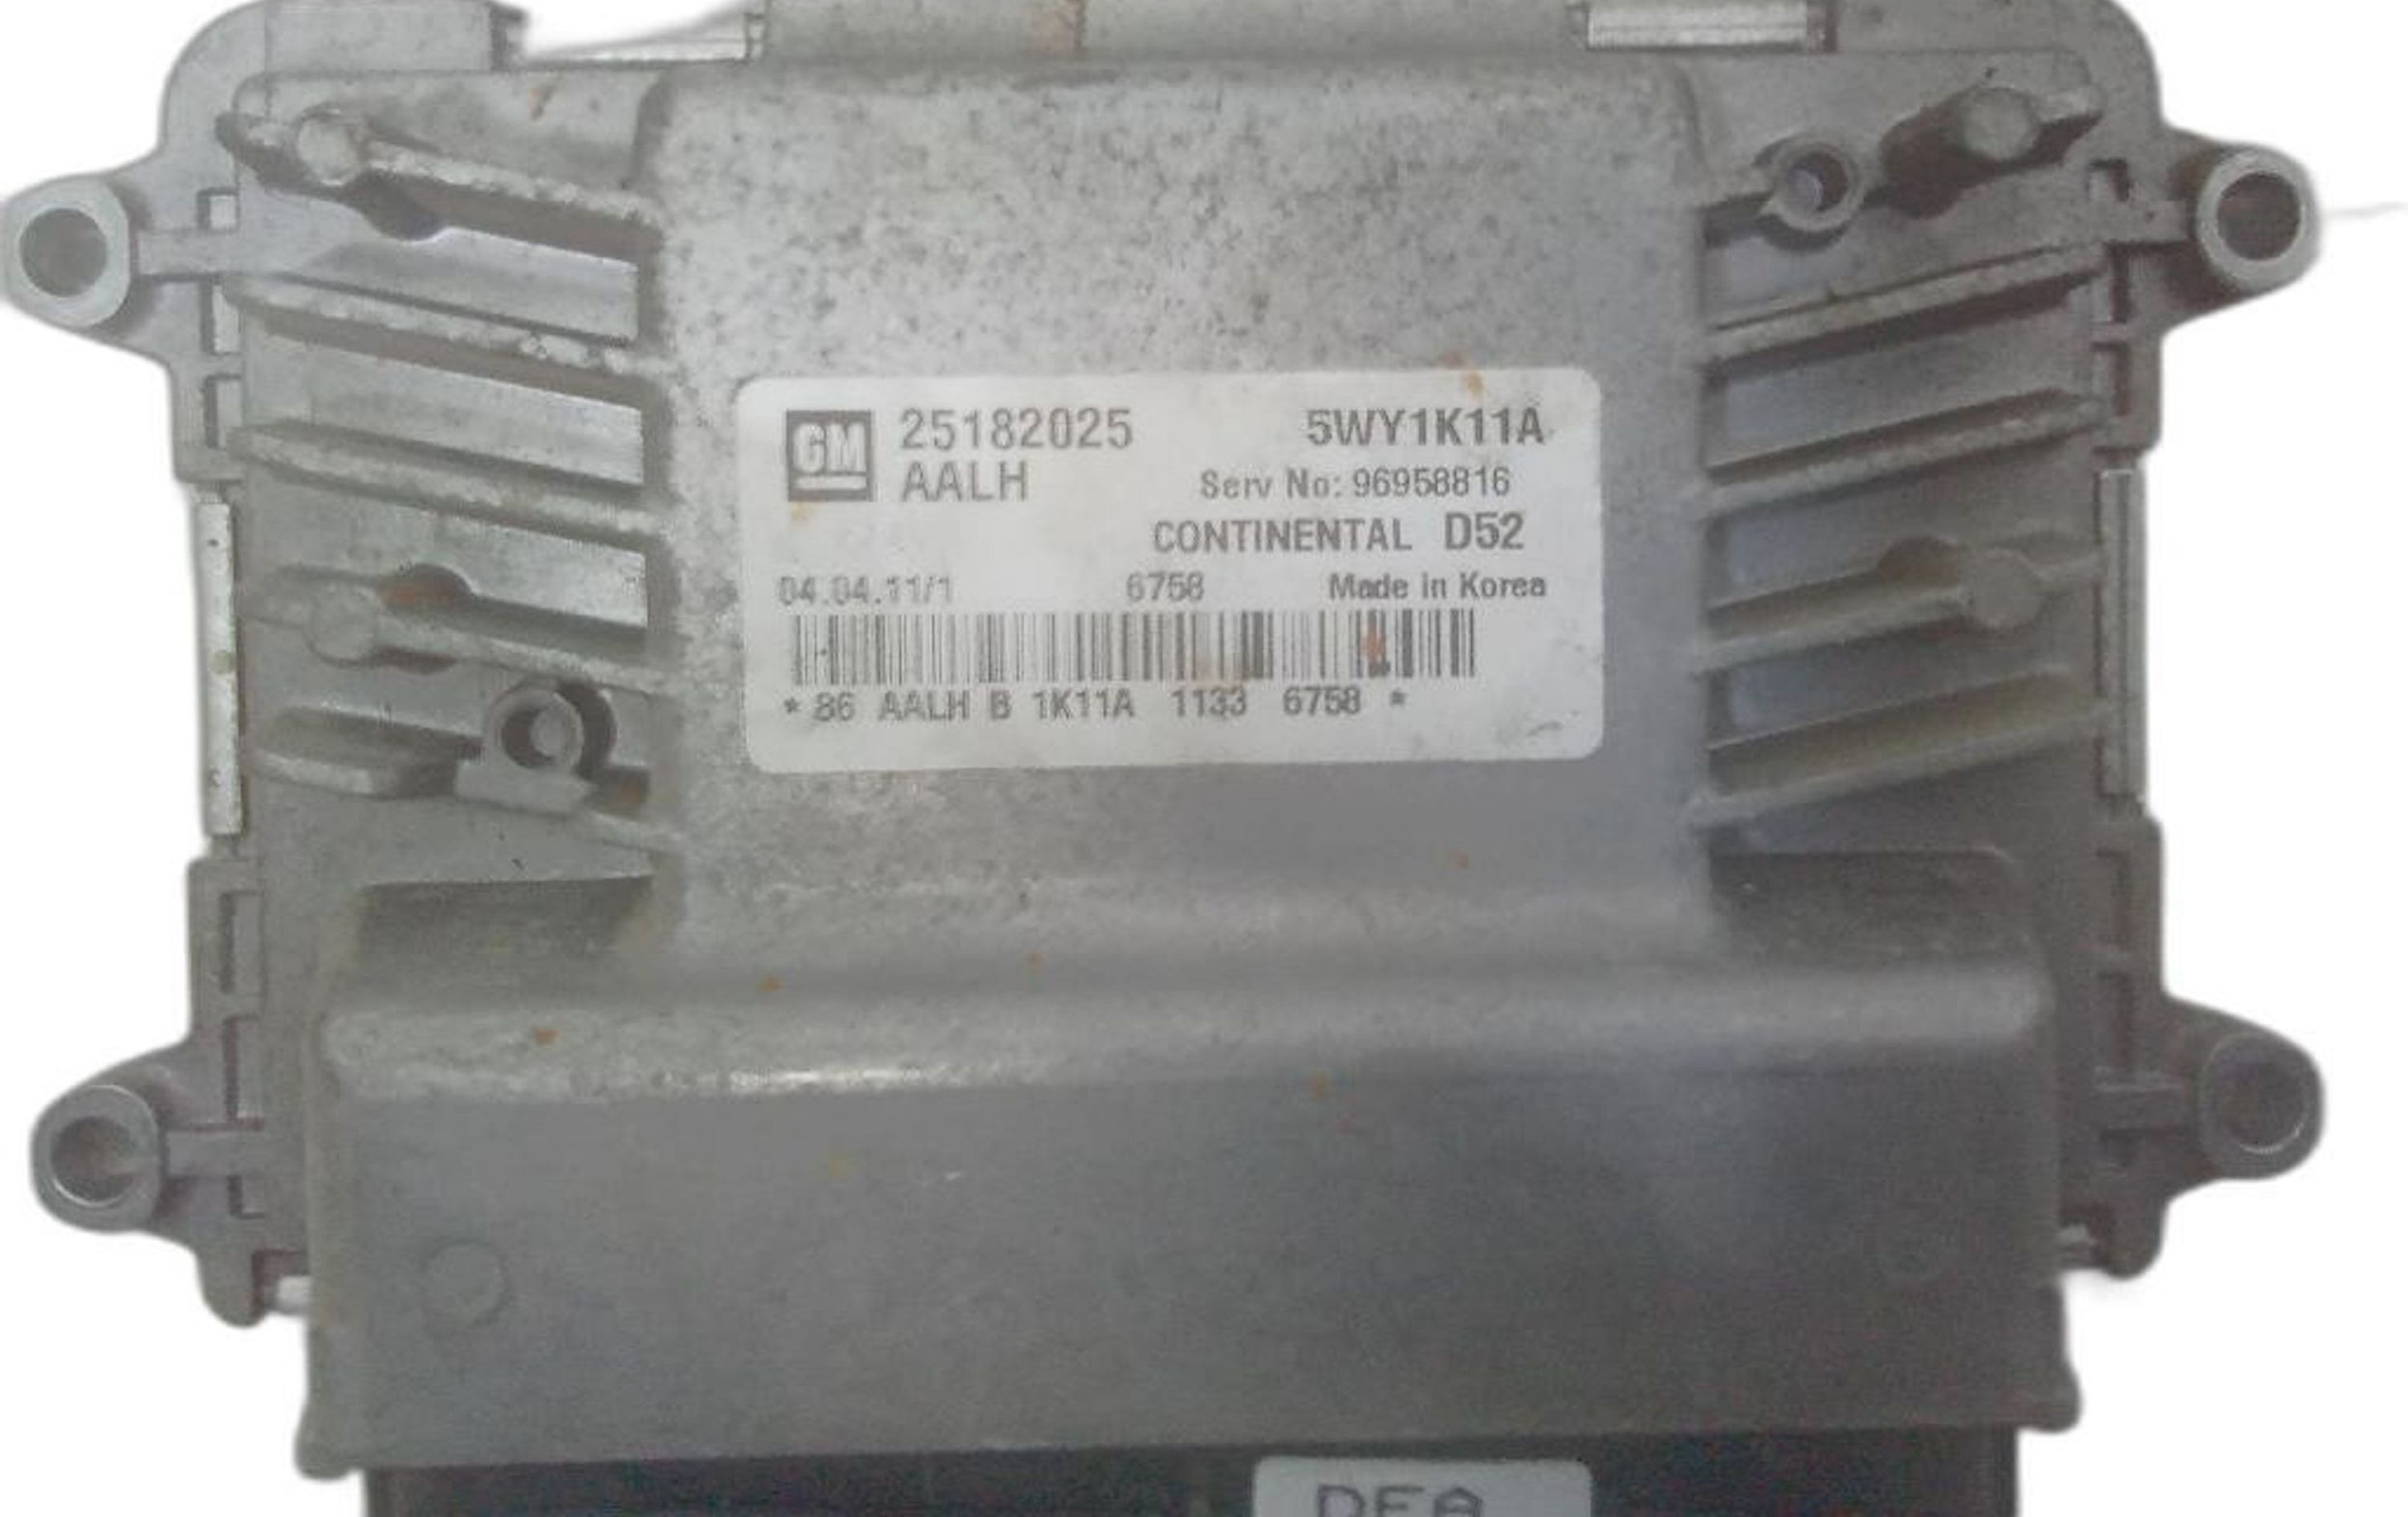 GM 25182025 5WY1K11A
AALH Serv No: 96958816
CONTINENTAL D52
04.04.11/1 6758 Made in Korea
* 86 AALH B 1K11A 1133 6758 *